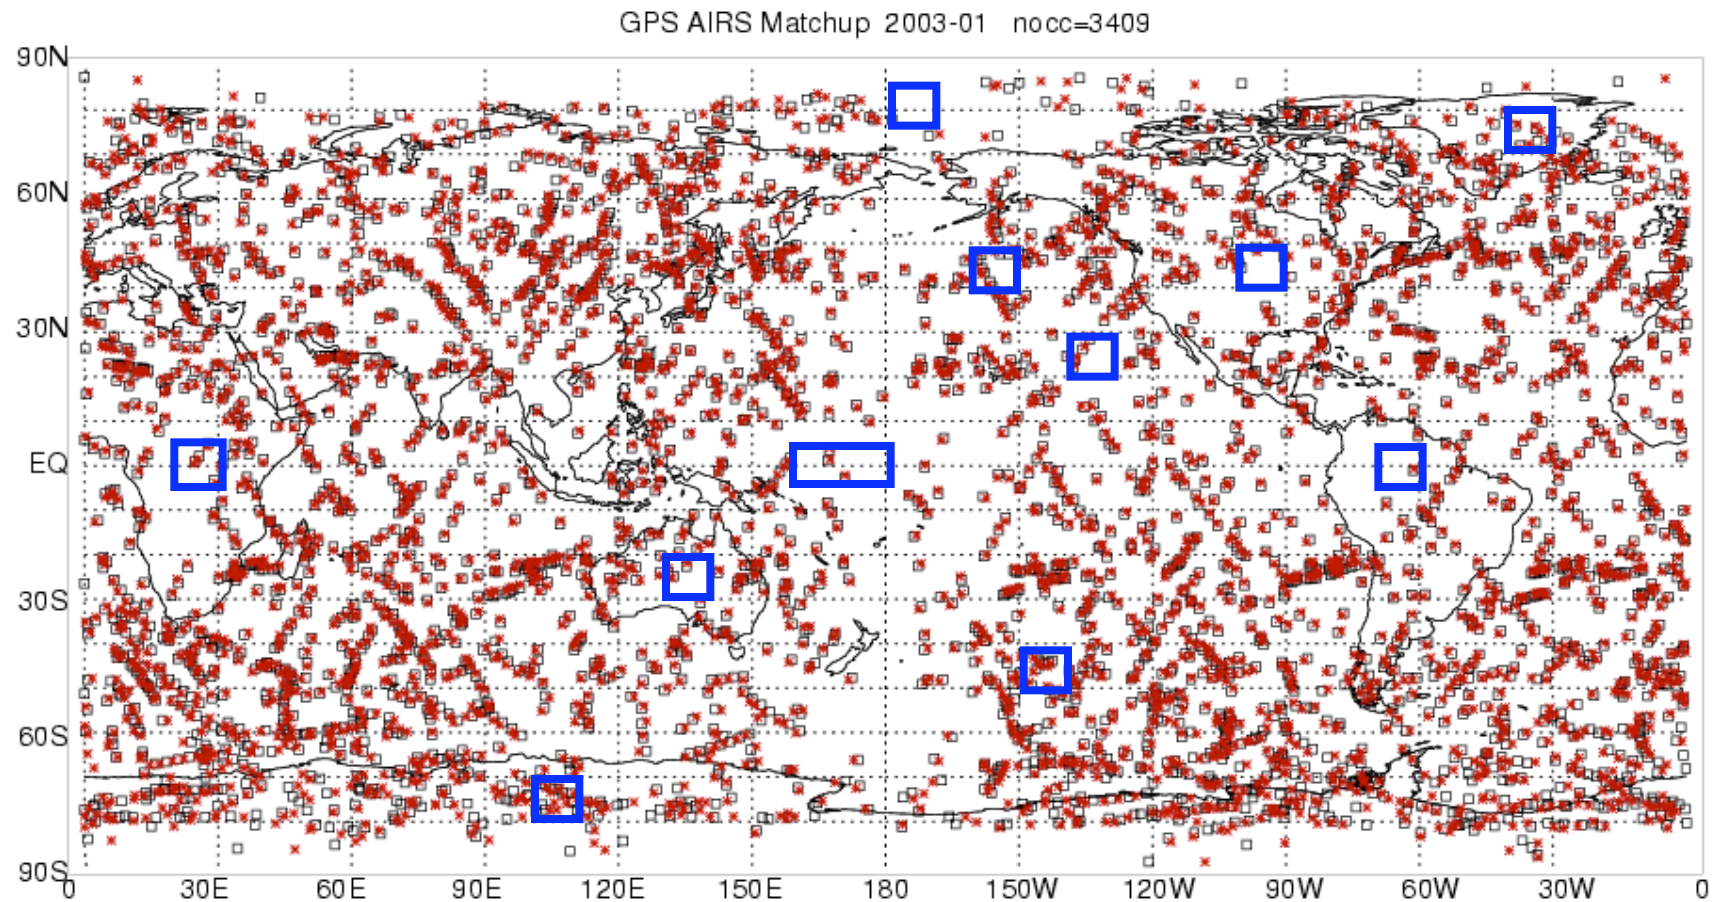 GPS AIRS Matchup 2003-01 nocc=3409
90N
60N
30N
EQ
30S
60S
90S
0 30E 60E 90E 120E 150E 180 150W 120W 90W 60W 30W 0